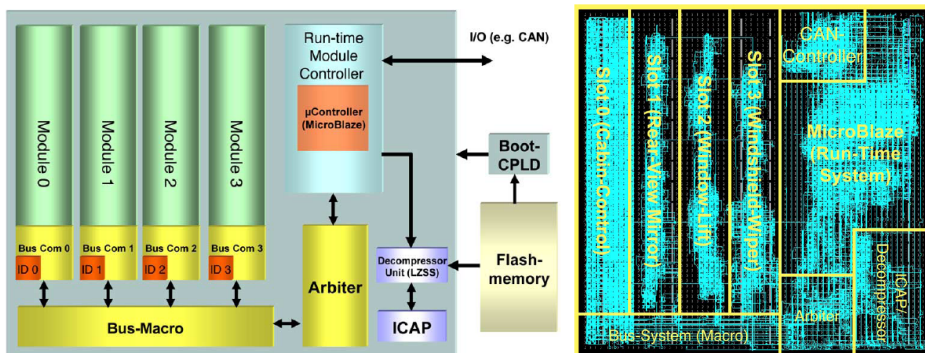 Module 0
Module 1
Module 2
Module 3
Bus Com 0
Bus Com 1
Bus Com 2
Bus Com 3
ID 0
ID 1
ID 2
ID 3
Bus-Macro
Run-time
Module
Controller
µController
(MicroBlaze)
Arbiter
I/O (e.g. CAN)
Boot-
CPLD
Decompressor
Unit (LZSS)
ICAP
Flash-
memory
Slot 0 (Cabin-Control)
Slot 1 (Rear-View Mirror)
Slot 2 (Window-Lift)
Slot 3 (Windshield-Wiper)
CAN-
Controller
MicroBlaze
(Run-Time
System)
Bus-System (Macro)
Arbiter
ICAP/
Decompressor